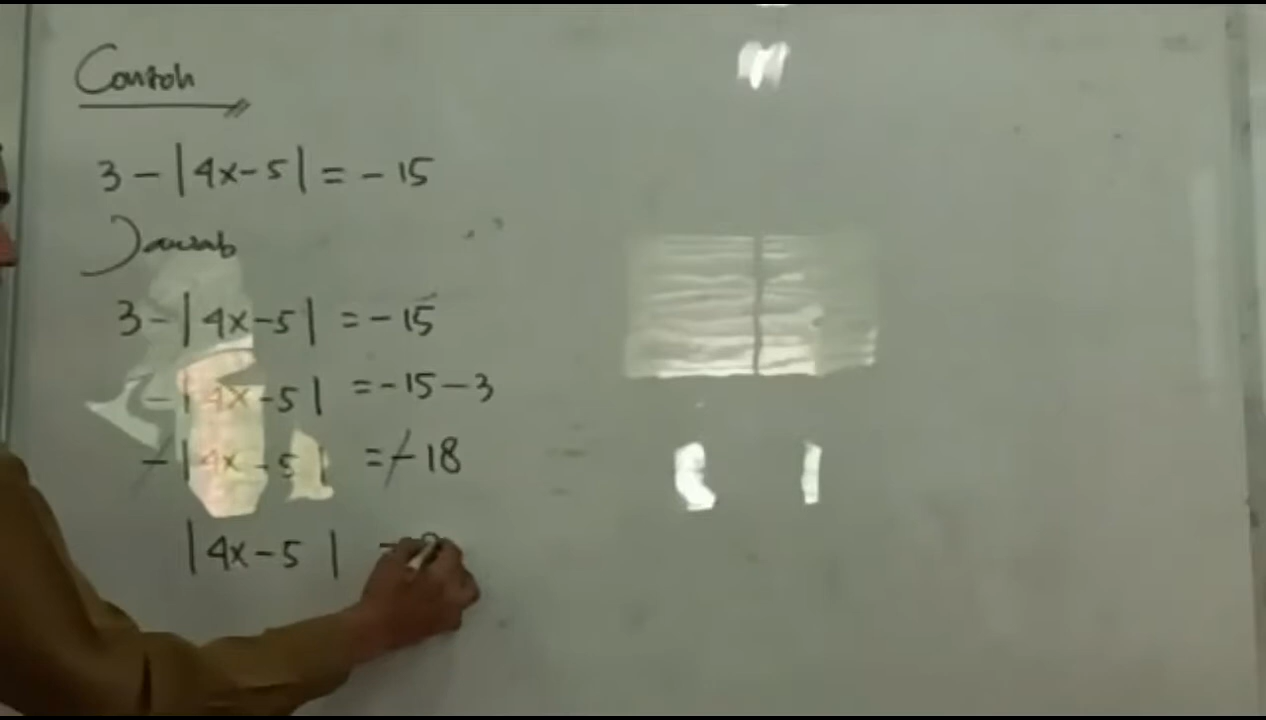 Contoh
3 - |4x - 5| = - 15
Jawab
3 - |4x - 5| = - 15
- |4x - 5| = - 15 - 3
- |4x - 5| = - 18
|4x - 5| =